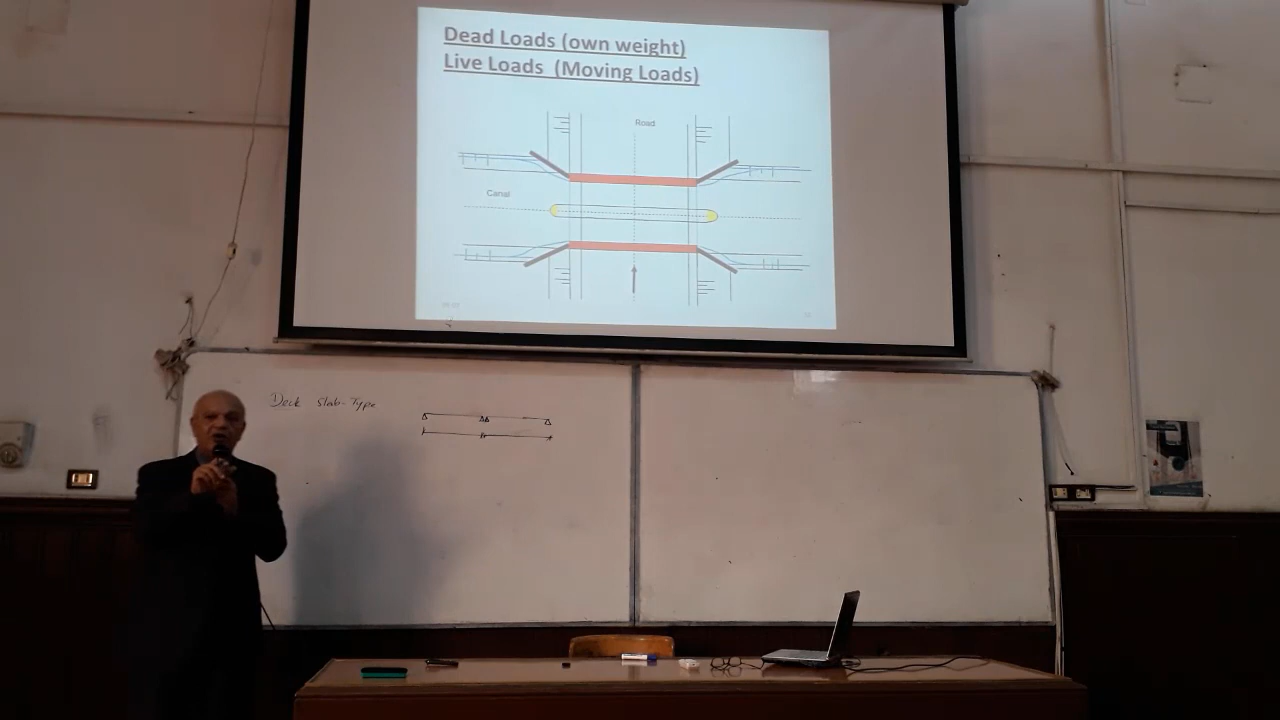 Dead Loads (own weight)
Live Loads (Moving Loads)
Road
Canal
Deck Slab-Type